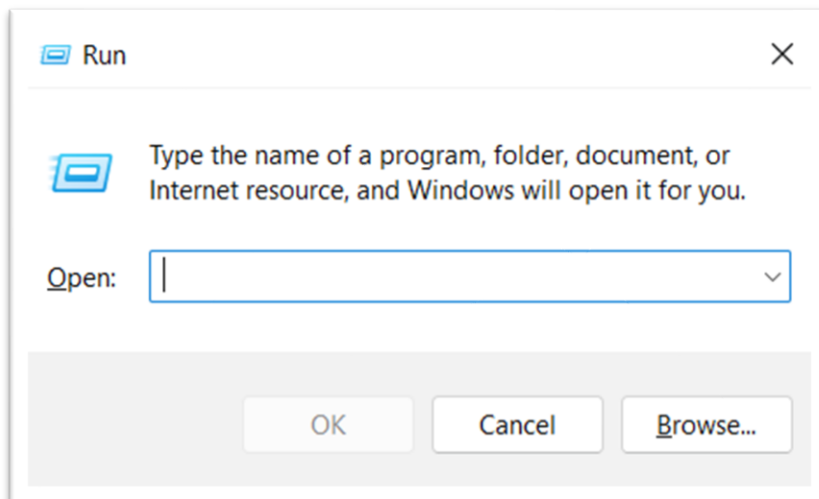 Run
Type the name of a program, folder, document, or
Internet resource, and Windows will open it for you.
Open:
OK
Cancel
Browse...